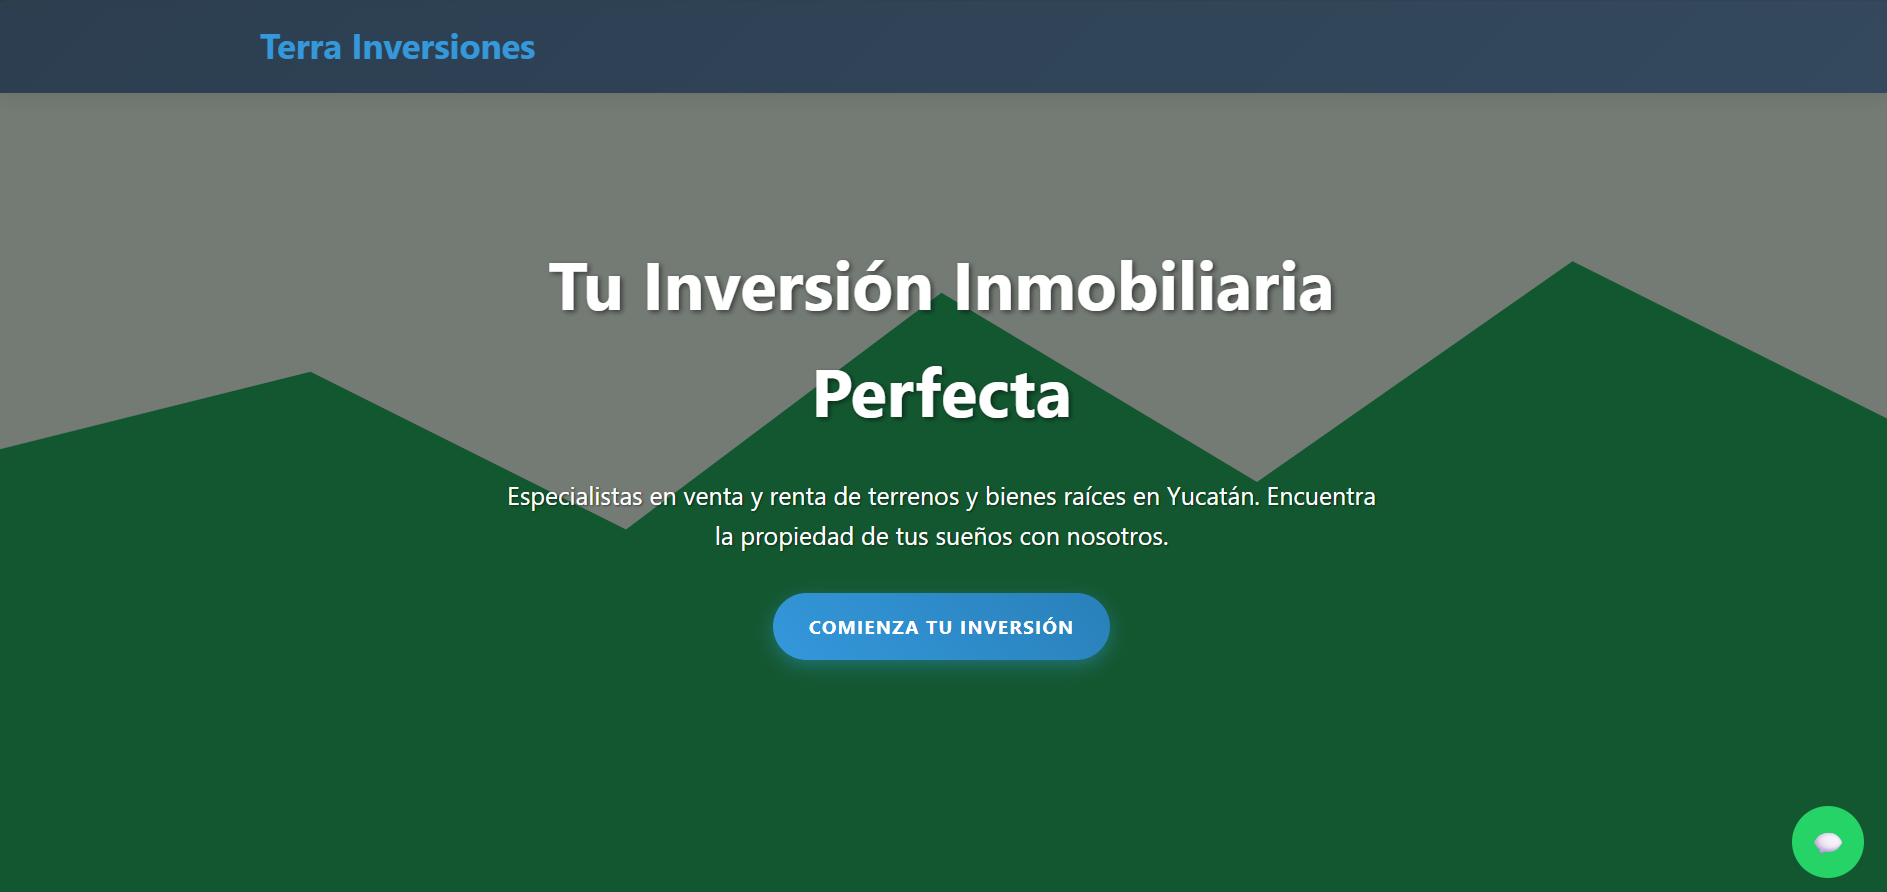 Terra Inversiones
Tu Inversión Inmobiliaria
Perfecta
Especialistas en venta y renta de terrenos y bienes raíces en Yucatán. Encuentra
la propiedad de tus sueños con nosotros.
COMIENZA TU INVERSIÓN